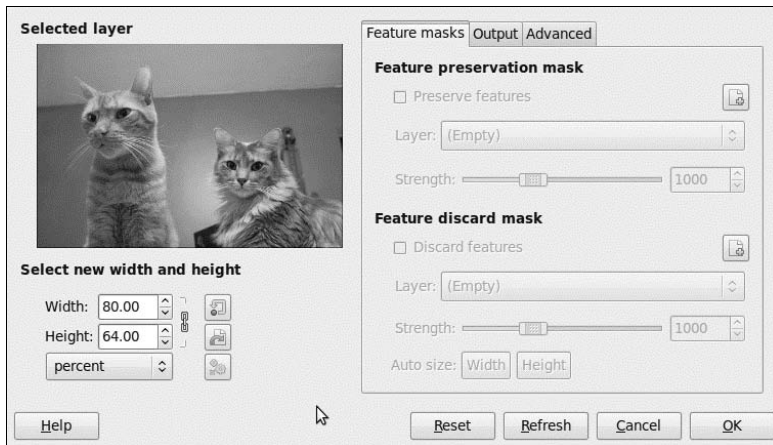 Selected layer
Select new width and height
Width: 80.00
Height: 64.00
percent
Feature masks Output Advanced
Feature preservation mask
Preserve features
Layer: (Empty)
Strength: 1000
Feature discard mask
Discard features
Layer: (Empty)
Strength: 1000
Auto size: Width Height
Help Reset Refresh Cancel OK